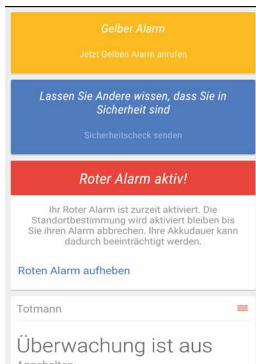 Gelber Alarm
Jetzt Gelben Alarm anrufen
Lassen Sie Andere wissen, dass Sie in
Sicherheit sind
Sicherheitscheck senden
Roter Alarm aktiv!
Ihr Roter Alarm ist zurzeit aktiviert. Die
Standortbestimmung wird aktiviert bleiben bis
Sie ihren Alarm abbrechen. Ihre Akkudauer kann
dadurch beeinträchtigt werden.
Roten Alarm aufheben
Totmann
Überwachung ist aus
Angehalten